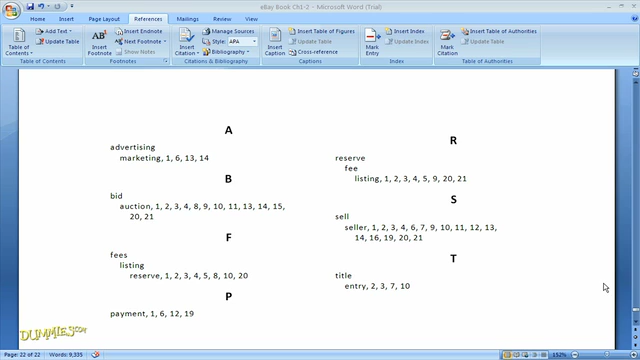 eBay Book Ch1-2 - Microsoft Word (Trial)
Home Insert Page Layout References Mailings Review View
Table of Contents
Add Text
Update Table
Table of Contents
Insert Footnote
AB¹
Insert Endnote
Next Footnote
Show Notes
Footnotes
Insert Citation
Manage Sources
Style: APA
Bibliography
Citations & Bibliography
Insert Caption
Insert Table of Figures
Update Table
Cross-reference
Captions
Mark Entry
Insert Index
Update Index
Index
Mark Citation
Insert Table of Authorities
Update Table
Table of Authorities
A
advertising
marketing, 1, 6, 13, 14
B
bid
auction, 1, 2, 3, 4, 8, 9, 10, 11, 13, 14, 15,
20, 21
F
fees
listing
reserve, 1, 2, 3, 4, 5, 8, 10, 20
P
payment, 1, 6, 12, 19
R
reserve
fee
listing, 1, 2, 3, 4, 5, 9, 20, 21
S
sell
seller, 1, 2, 3, 4, 6, 7, 9, 10, 11, 12, 13,
14, 16, 19, 20, 21
T
title
entry, 2, 3, 7, 10
DUMMIES.COM
Page: 22 of 22 Words: 9,335 152%